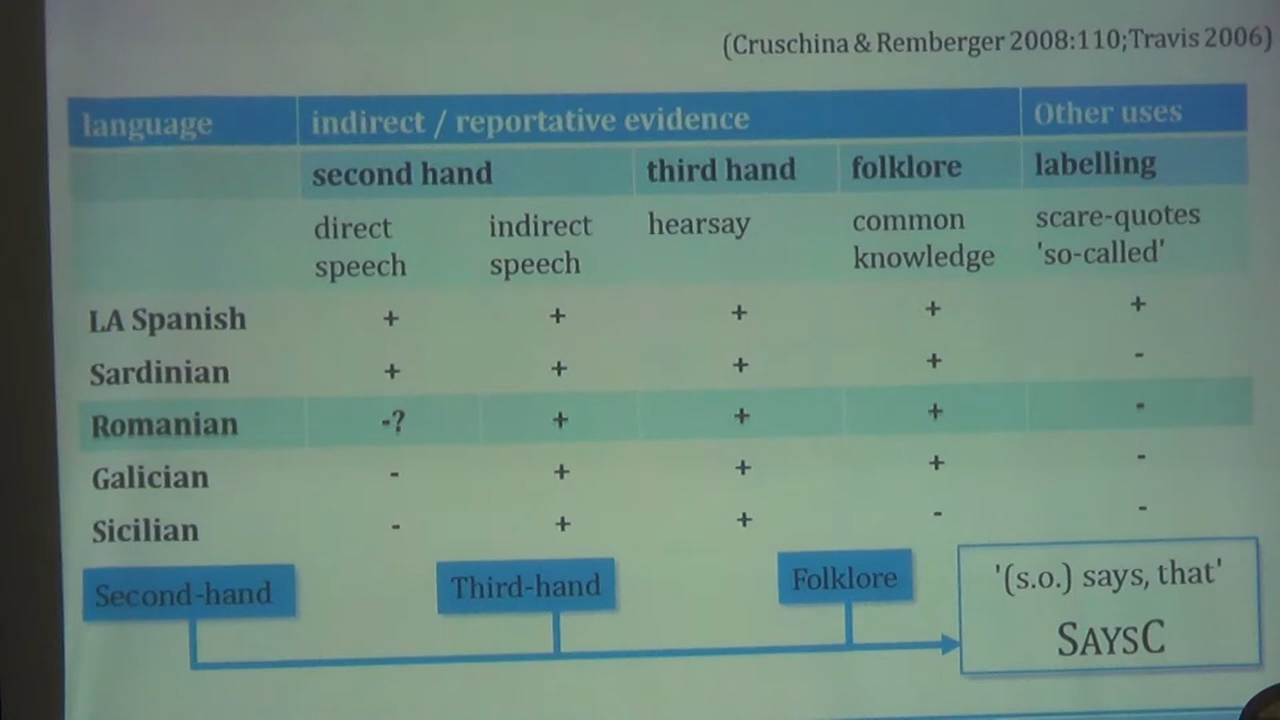 (Cruschina & Remberger 2008:110;Travis 2006)
language indirect / reportative evidence Other uses
second hand third hand folklore labelling
direct speech indirect speech hearsay common knowledge scare-quotes 'so-called'
LA Spanish + + + + +
Sardinian + + + + -
Romanian -? + + + -
Galician - + + + -
Sicilian - + + - -
Second-hand Third-hand Folklore '(s.o.) says, that'
SAYSC